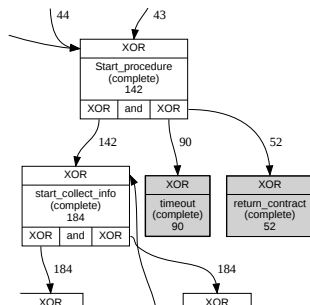 44
43
XOR
Start_procedure
(complete)
142
XOR and XOR
142
90
52
XOR
start_collect_info
(complete)
184
XOR and XOR
XOR
timeout
(complete)
90
XOR
return_contract
(complete)
52
184
184
XOR
XOR